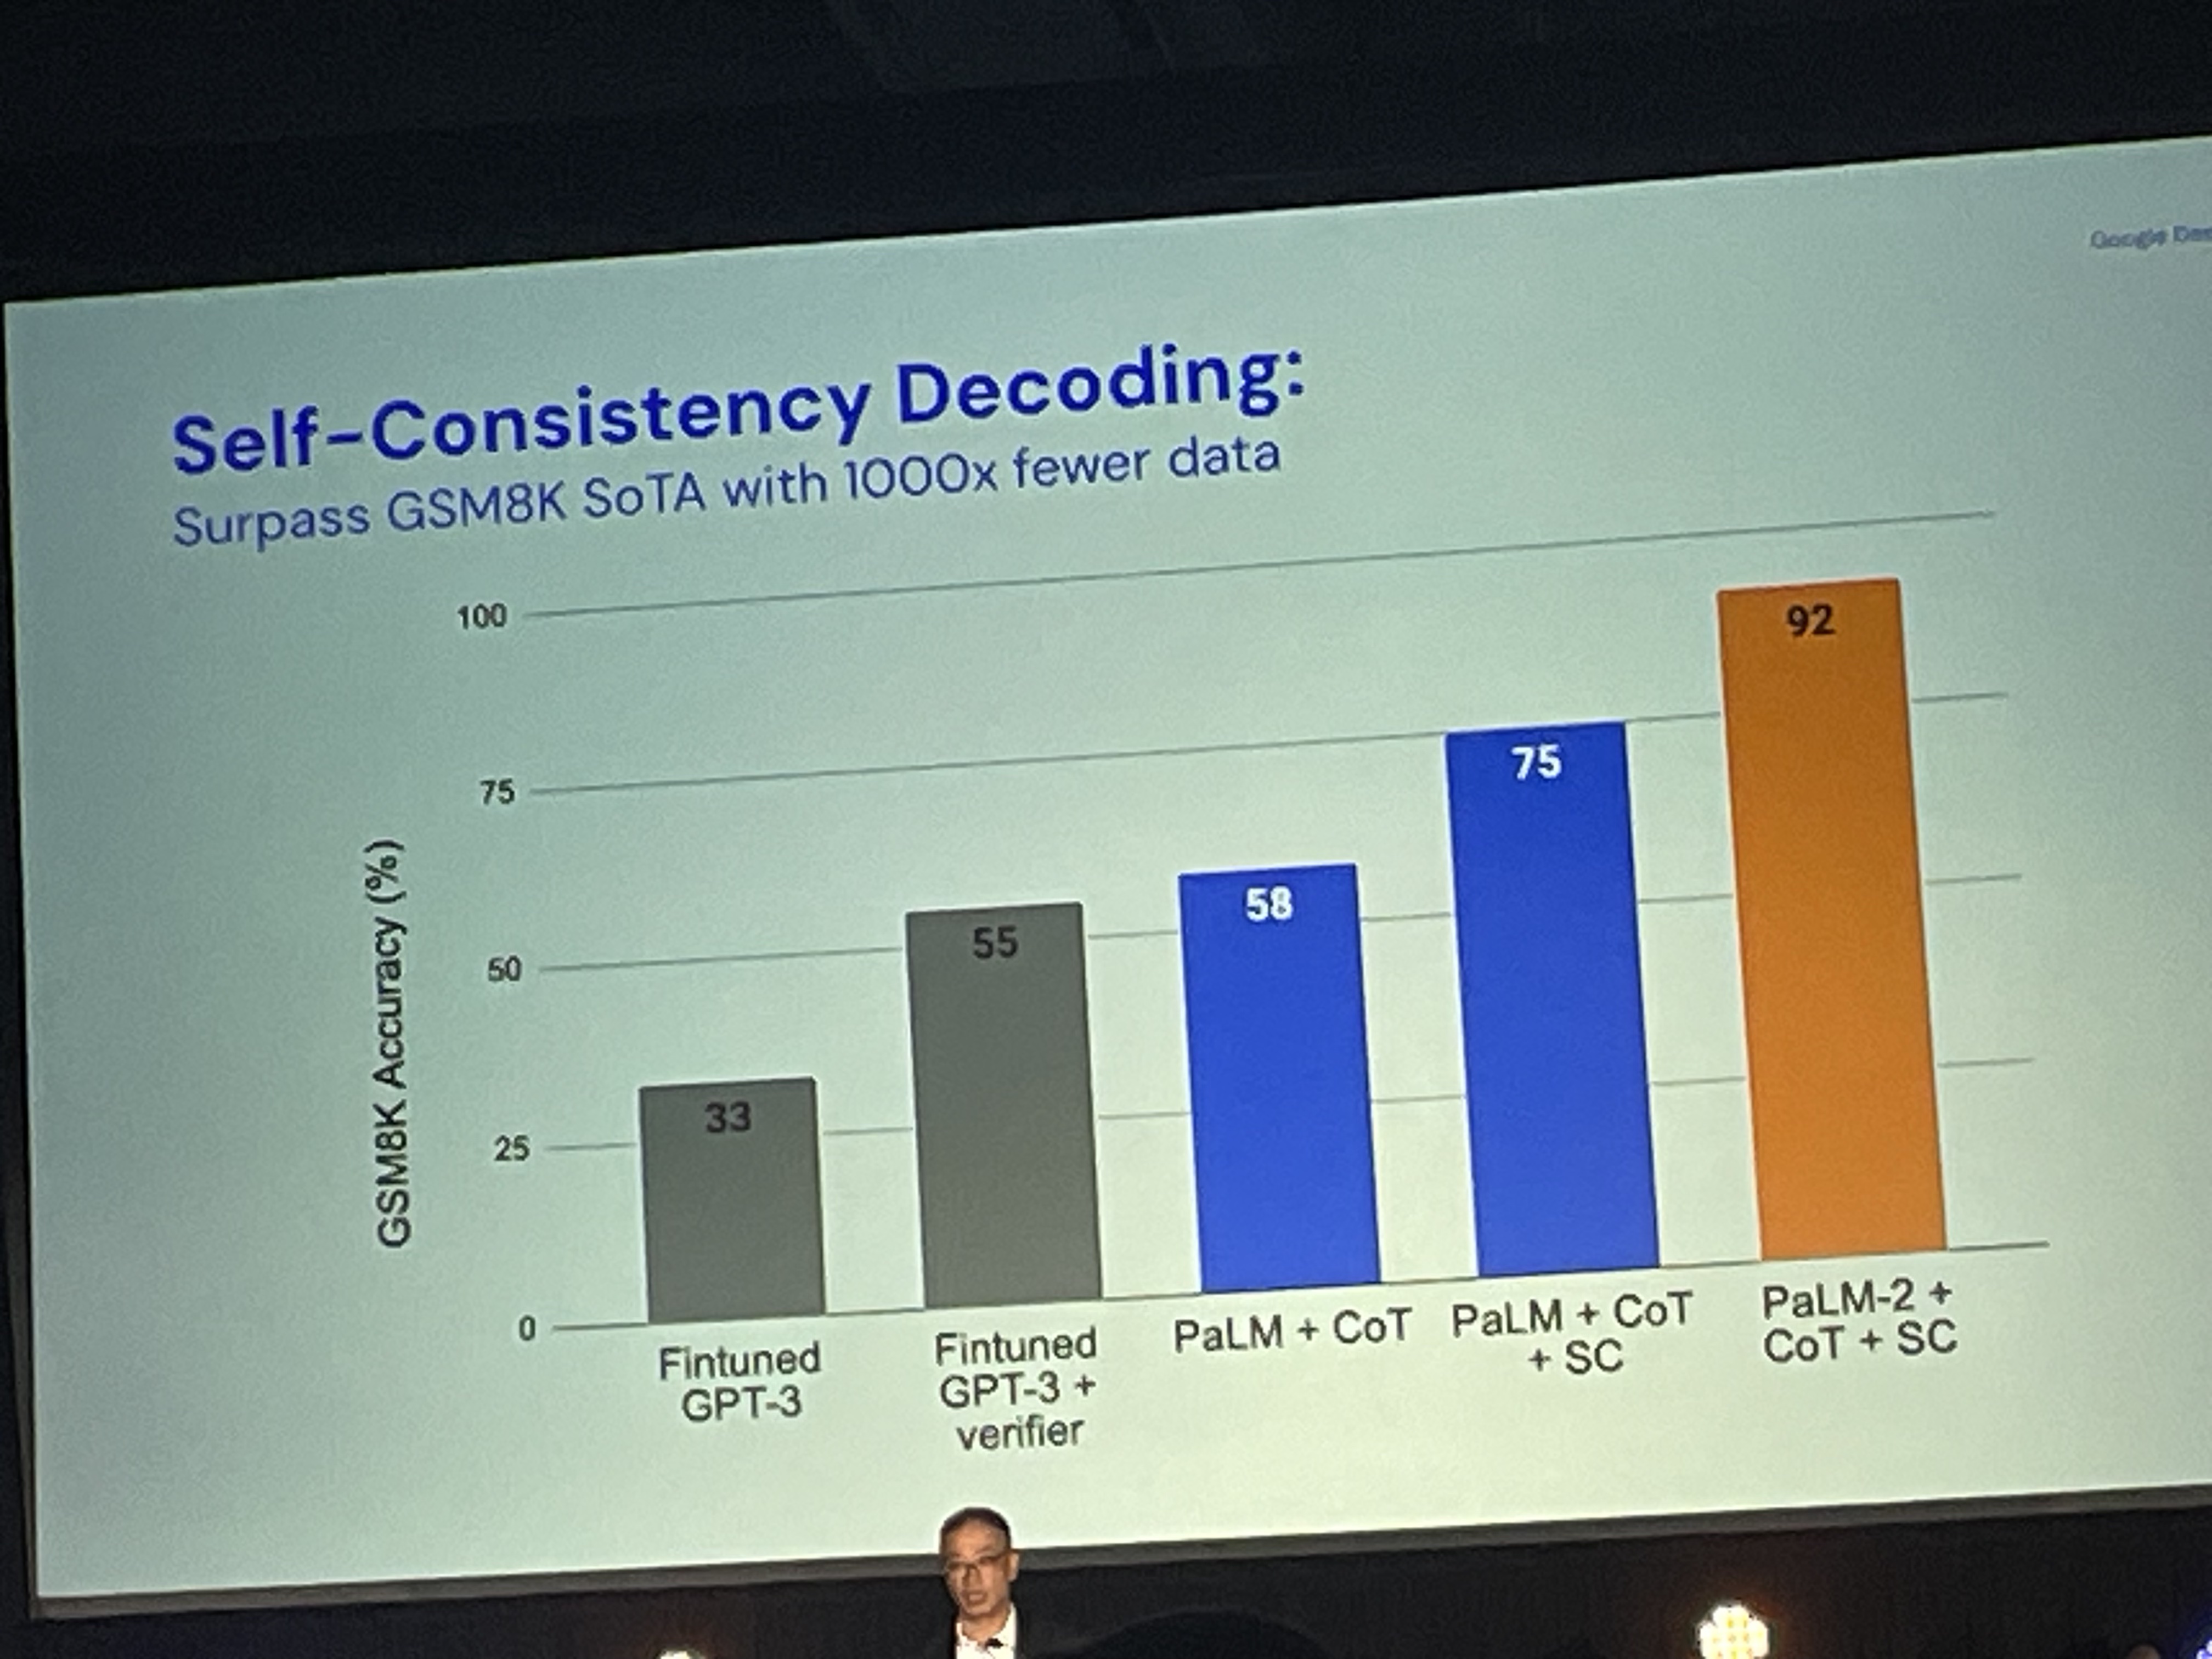 Google
Self-Consistency Decoding:
Surpass GSM8K SoTA with 1000x fewer data
GSM8K Accuracy (%)
100
75
50
25
0
33
55
58
75
92
Fintuned
GPT-3
Fintuned
GPT-3 +
verifier
PaLM + CoT
PaLM + CoT
+ SC
PaLM-2 +
CoT + SC